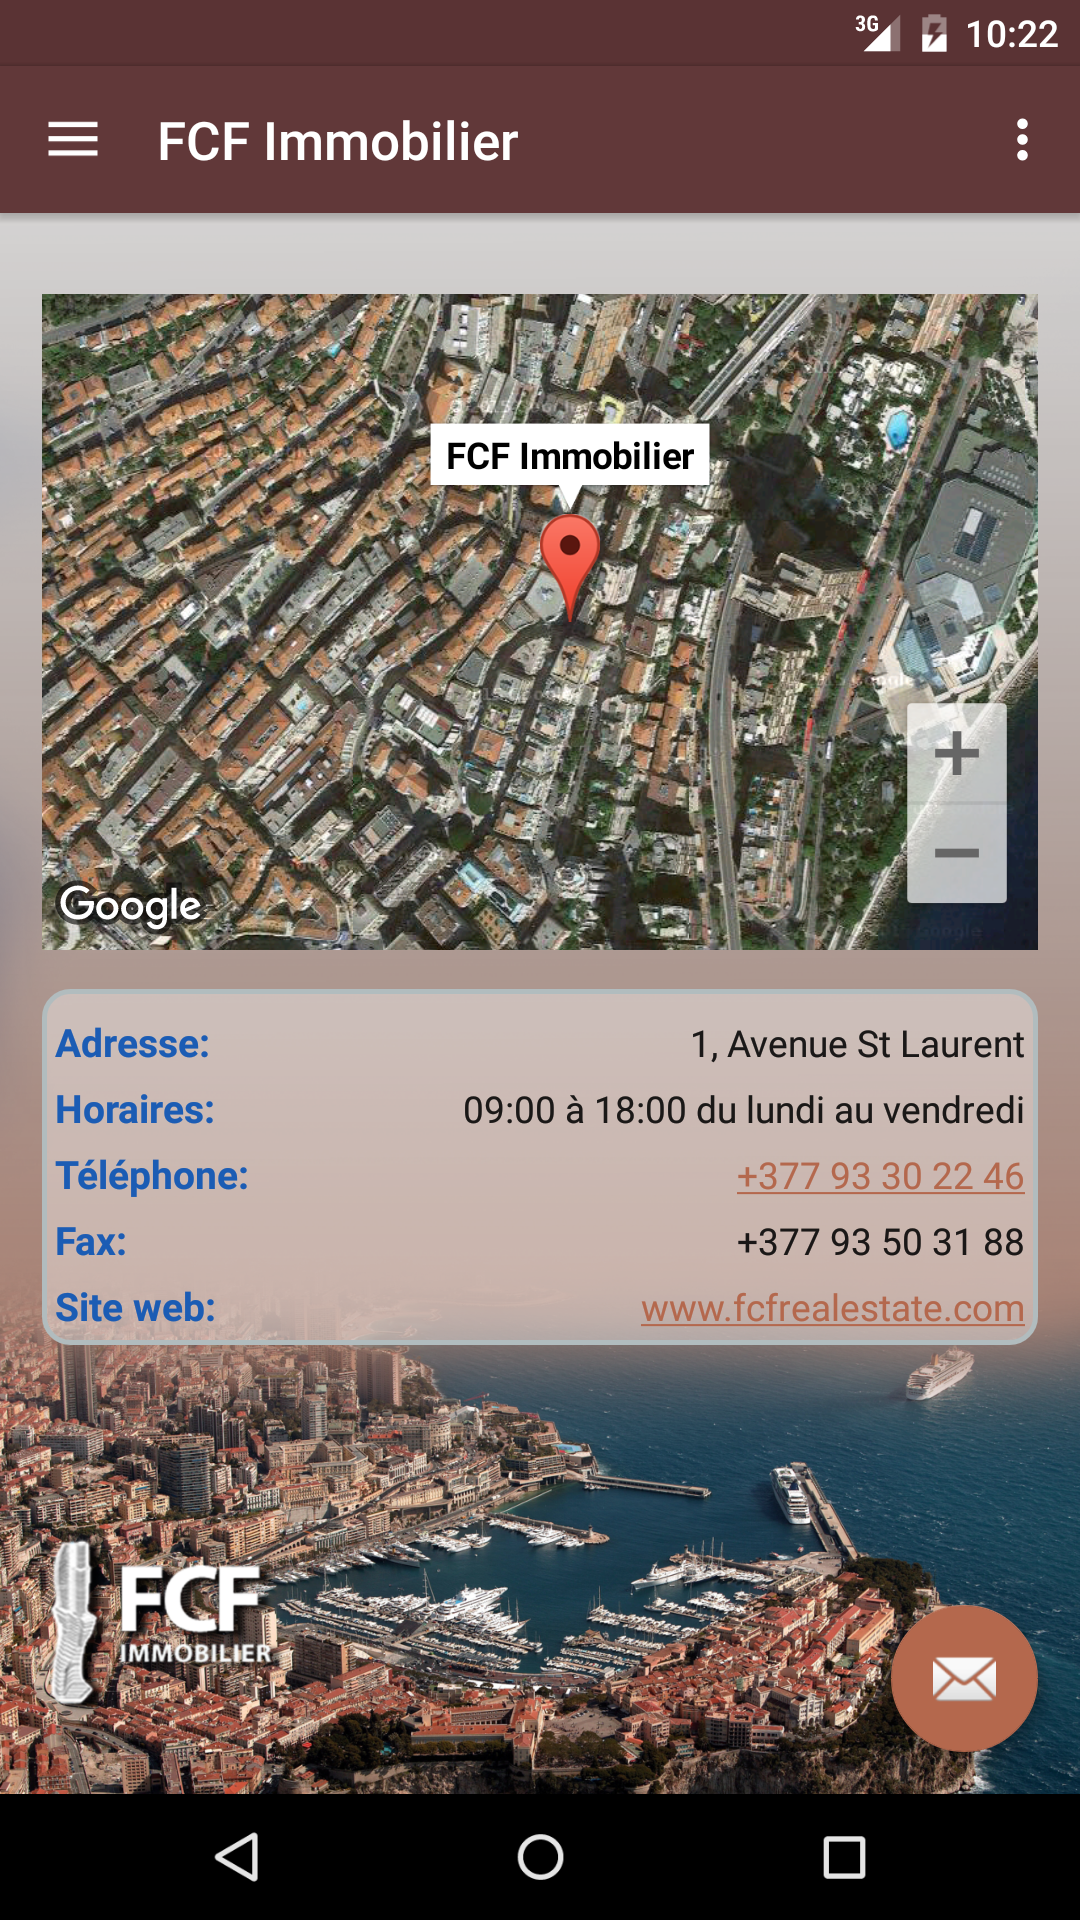 3G 10:22
FCF Immobilier
FCF Immobilier
Google
Adresse: 1, Avenue St Laurent
Horaires: 09:00 à 18:00 du lundi au vendredi
Téléphone: +377 93 30 22 46
Fax: +377 93 50 31 88
Site web: www.fcfrealestate.com
FCF
IMMOBILIER